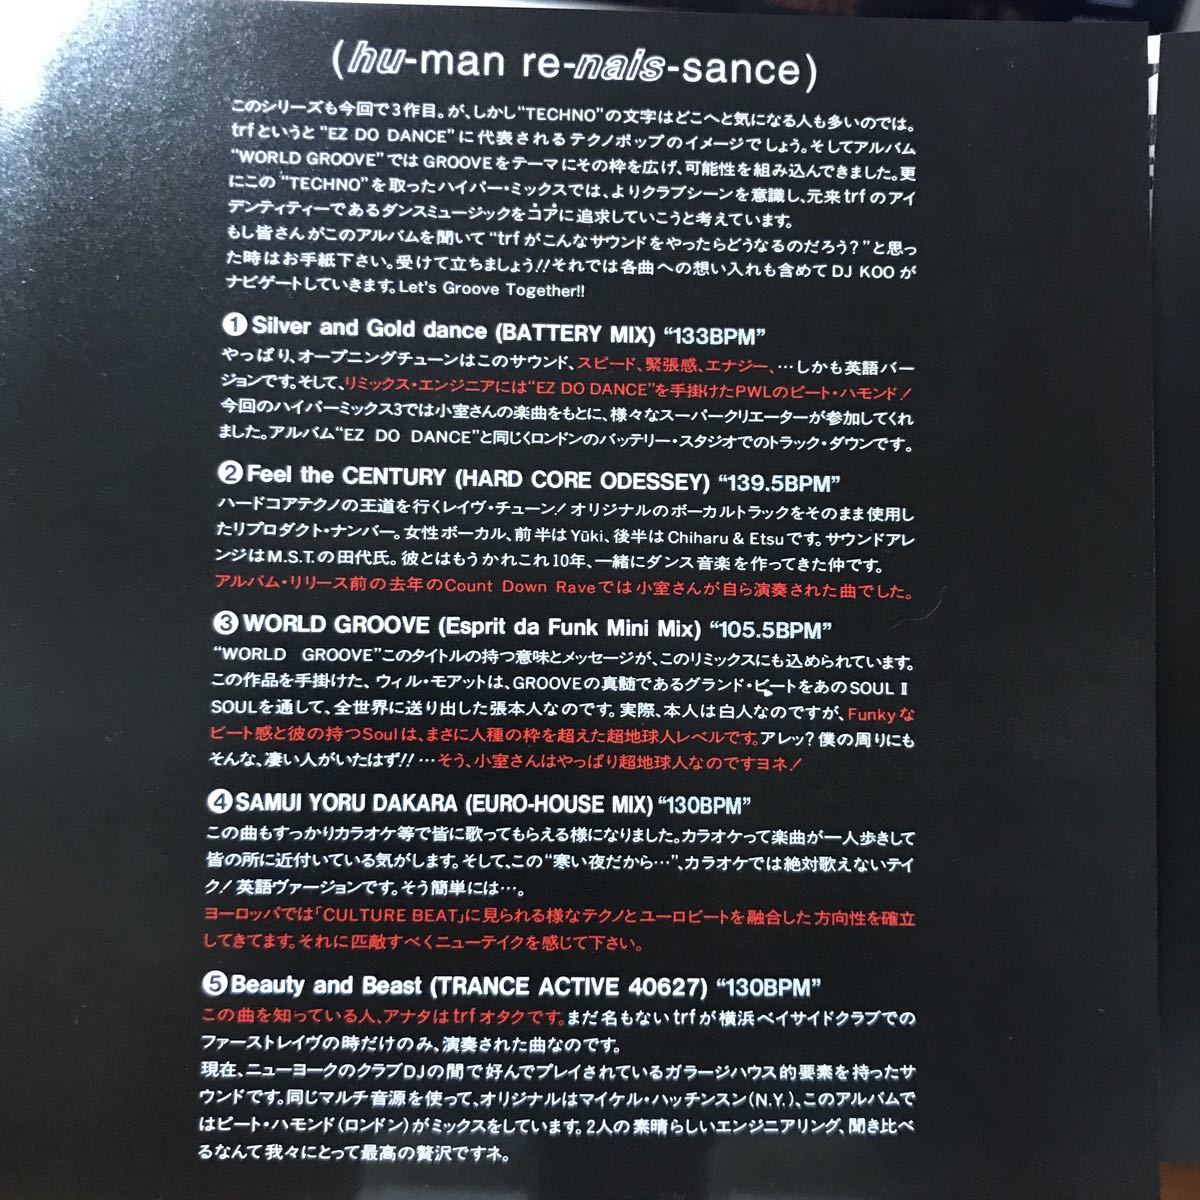 (hu-man re-nais-sance)
このシリーズも今回で3作目。が、しかし“TECHNO”の文字はどこへと気になる人も多いのでは。
trfというと“EZ DO DANCE”に代表されるテクノポップのイメージでしょう。そしてアルバム
“WORLD GROOVE”ではGROOVEをテーマにその枠を広げ、可能性を組み込んできました。更
にこの“TECHNO”を取ったハイパー・ミックスでは、よりクラブシーンを意識し、元来trfのアイ
デンティティーであるダンスミュージックをコアに追求していこうと考えています。
もし皆さんがこのアルバムを聞いて“trfがこんなサウンドをやったらどうなるのだろう?”と思っ
た時はお手紙下さい。受けて立ちましょう!!それでは各曲への想い入れも含めてDJ KOOが
ナビゲートしていきます。Let's Groove Together!!
❶Silver and Gold dance (BATTERY MIX) “133BPM”
やっぱり、オープニングチューンはこのサウンド、スピード、緊張感、エナジー、…しかも英語バー
ジョンです。そして、リミックス・エンジニアには“EZ DO DANCE”を手掛けたPWLのピート・ハモンド!
今回のハイパーミックス3では小室さんの楽曲をもとに、様々なスーパークリエーターが参加してくれ
ました。アルバム“EZ DO DANCE”と同じくロンドンのバッテリー・スタジオでのトラック・ダウンです。
❷Feel the CENTURY (HARD CORE ODESSEY) “139.5BPM”
ハードコアテクノの王道を行くレイヴ・チューン!オリジナルのボーカルトラックをそのまま使用し
たリプロダクト・ナンバー。女性ボーカル、前半はYūki、後半はChiharu & Etsuです。サウンドアレ
ンジはM.S.T.の田代氏。彼とはもうかれこれ10年、一緒にダンス音楽を作ってきた仲です。
アルバム・リリース前の去年のCount Down Raveでは小室さんが自ら演奏された曲でした。
❸WORLD GROOVE (Esprit da Funk Mini Mix) “105.5BPM”
“WORLD GROOVE”このタイトルの持つ意味とメッセージが、このリミックスにも込められています。
この作品を手掛けた、ウィル・モアットは、GROOVEの真髄であるグランド・ビートをあのSOUL II
SOULを通して、全世界に送り出した張本人なのです。実際、本人は白人なのですが、Funkyな
ビート感と彼の持つSoulは、まさに人種の枠を超えた超地球人レベルです。アレッ?僕の周りにも
そんな、凄い人がいたはず!!…そう、小室さんはやっぱり超地球人なのですヨネ!
❹SAMUI YORU DAKARA (EURO-HOUSE MIX) “130BPM”
この曲もすっかりカラオケ等で皆に歌ってもらえる様になりました。カラオケって楽曲が一人歩きして
皆の所に近付いている気がします。そして、この“寒い夜だから…”、カラオケでは絶対歌えないテイ
ク!英語ヴァージョンです。そう簡単には…。
ヨーロッパでは「CULTURE BEAT」に見られる様なテクノとユーロビートを融合した方向性を確立
してきてます。それに匹敵すべくニューテイクを感じて下さい。
❺Beauty and Beast (TRANCE ACTIVE 40627) “130BPM”
この曲を知っている人、アナタはtrfオタクです。まだ名もないtrfが横浜ベイサイドクラブでの
ファーストレイヴの時だけのみ、演奏された曲なのです。
現在、ニューヨークのクラブDJの間で好んでプレイされているガラージハウス的要素を持ったサ
ウンドです。同じマルチ音源を使って、オリジナルはマイケル・ハッチンスン(N.Y.)、このアルバムで
はピート・ハモンド(ロンドン)がミックスをしています。2人の素晴らしいエンジニアリング、聞き比べ
るなんて我々にとって最高の贅沢ですネ。